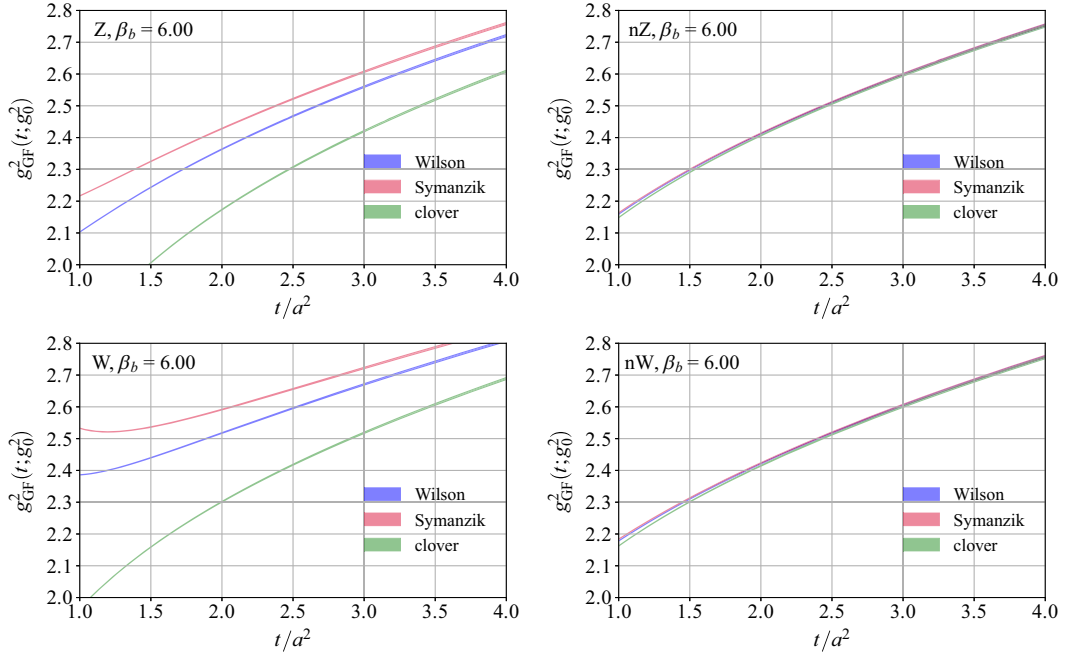 Z, β_b = 6.00
g²_GF(t; g²_0)
2.8
2.7
2.6
2.5
2.4
2.3
2.2
2.1
2.0
Wilson
Symanzik
clover
1.0 1.5 2.0 2.5 3.0 3.5 4.0
t/a²
nZ, β_b = 6.00
g²_GF(t; g²_0)
2.8
2.7
2.6
2.5
2.4
2.3
2.2
2.1
2.0
Wilson
Symanzik
clover
1.0 1.5 2.0 2.5 3.0 3.5 4.0
t/a²
W, β_b = 6.00
g²_GF(t; g²_0)
2.8
2.7
2.6
2.5
2.4
2.3
2.2
2.1
2.0
Wilson
Symanzik
clover
1.0 1.5 2.0 2.5 3.0 3.5 4.0
t/a²
nW, β_b = 6.00
g²_GF(t; g²_0)
2.8
2.7
2.6
2.5
2.4
2.3
2.2
2.1
2.0
Wilson
Symanzik
clover
1.0 1.5 2.0 2.5 3.0 3.5 4.0
t/a²